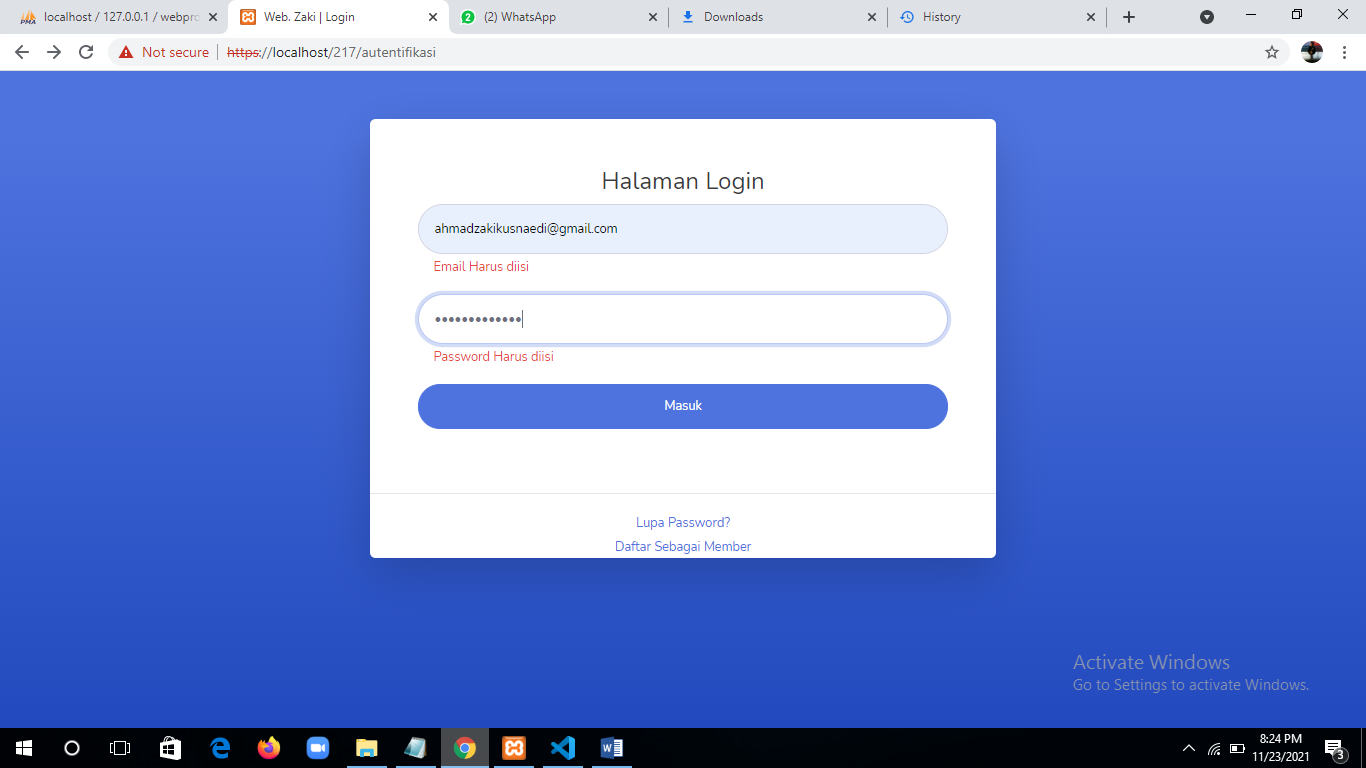 localhost / 127.0.0.1 / webpro
Web. Zaki | Login
(2) WhatsApp
Downloads
History
Not secure
https://localhost/217/autentifikasi
Halaman Login
ahmadzakikusnaedi@gmail.com
Email Harus diisi
•••••••••••••
Password Harus diisi
Masuk
Lupa Password?
Daftar Sebagai Member
Activate Windows
Go to Settings to activate Windows.
8:24 PM
11/23/2021
3